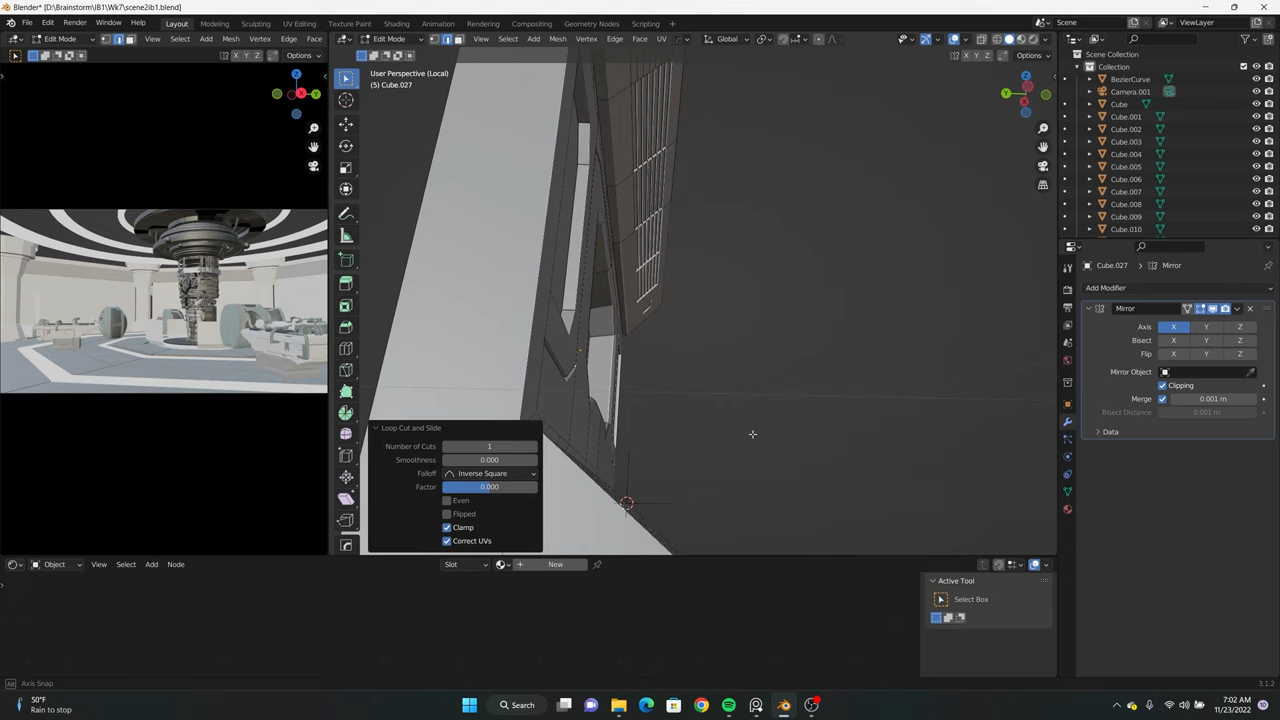 Blender* [D:\Brainstorm\IB1\Wk7\scene2ib1.blend]
File Edit Render Window Help Layout Modeling Sculpting UV Editing Texture Paint Shading Animation Rendering Compositing Geometry Nodes Scripting + Scene ViewLayer
Edit Mode View Select Add Mesh Vertex Edge Face Edit Mode View Select Add Mesh Vertex Edge Face UV Global
X Y Z Options X Y Z Options
Scene Collection
Collection
BezierCurve
Camera.001
Cube
Cube.001
Cube.002
Cube.003
Cube.004
Cube.005
Cube.006
Cube.007
Cube.008
Cube.009
Cube.010
User Perspective (Local)
(5) Cube.027
Z
Y
Cube.027 > Mirror
Add Modifier
Mirror
Axis X Y Z
Bisect X Y Z
Flip X Y Z
Mirror Object
Clipping
Merge 0.001 m
Bisect Distance 0.001 m
Data
Loop Cut and Slide
Number of Cuts 1
Smoothness 0.000
Falloff Inverse Square
Factor 0.000
Even
Flipped
Clamp
Correct UVs
Object View Select Add Node Slot New
Active Tool
Select Box
Axis Snap
3.1.2
50°F
Rain to stop
Search
7:02 AM
11/23/2022